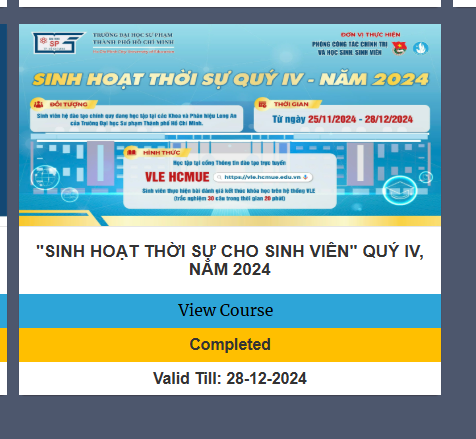 TRƯỜNG ĐẠI HỌC SƯ PHẠM
THÀNH PHỐ HỒ CHÍ MINH
SP
ĐƠN VỊ THỰC HIỆN
PHÒNG CÔNG TÁC CHÍNH TRỊ
VÀ HỌC SINH, SINH VIÊN
SINH HOẠT THỜI SỰ QUÝ IV - NĂM 2024
ĐỐI TƯỢNG
Sinh viên hệ đào tạo chính quy đang học tập tại các Khoa và Phân hiệu Long An
của Trường Đại học Sư phạm Thành phố Hồ Chí Minh.
THỜI GIAN
Từ ngày 25/11/2024 - 28/12/2024
HÌNH THỨC
Học tập tại cổng Thông tin đào tạo trực tuyến
VLE HCMUE
https://vle.hcmue.edu.vn
Sinh viên thực hiện bài đánh giá kết thúc khóa học trên hệ thống VLE
(trắc nghiệm 30 câu trong thời gian 20 phút)
"SINH HOẠT THỜI SỰ CHO SINH VIÊN" QUÝ IV,
NĂM 2024
View Course
Completed
Valid Till: 28-12-2024